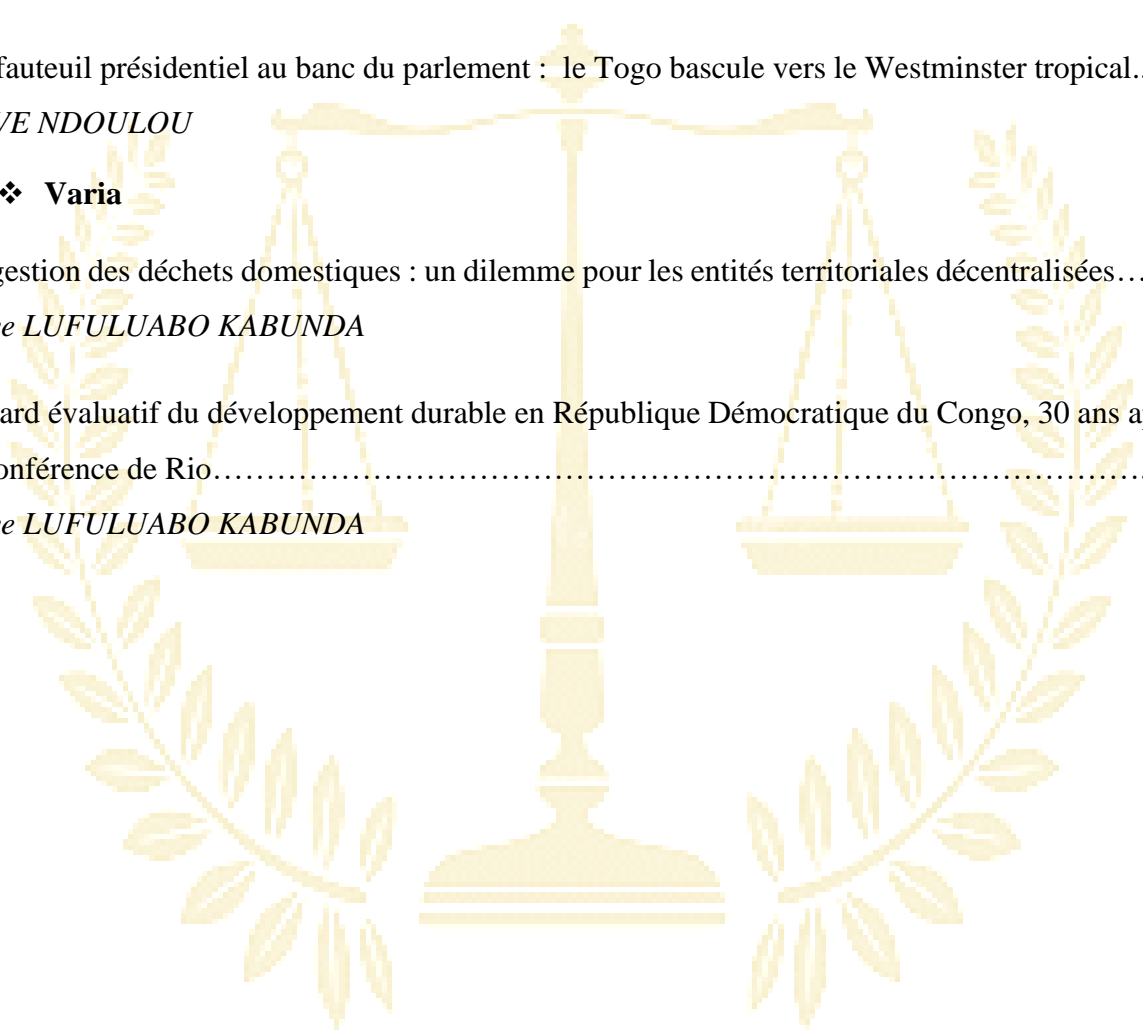 fauteuil présidentiel au banc du parlement : le Togo bascule vers le Westminster tropical..
VE NDOULOU
❖ Varia
gestion des déchets domestiques : un dilemme pour les entités territoriales décentralisées…
e LUFULUABO KABUNDA
ard évaluatif du développement durable en République Démocratique du Congo, 30 ans a
onférence de Rio……………………………………………………………………………….
e LUFULUABO KABUNDA